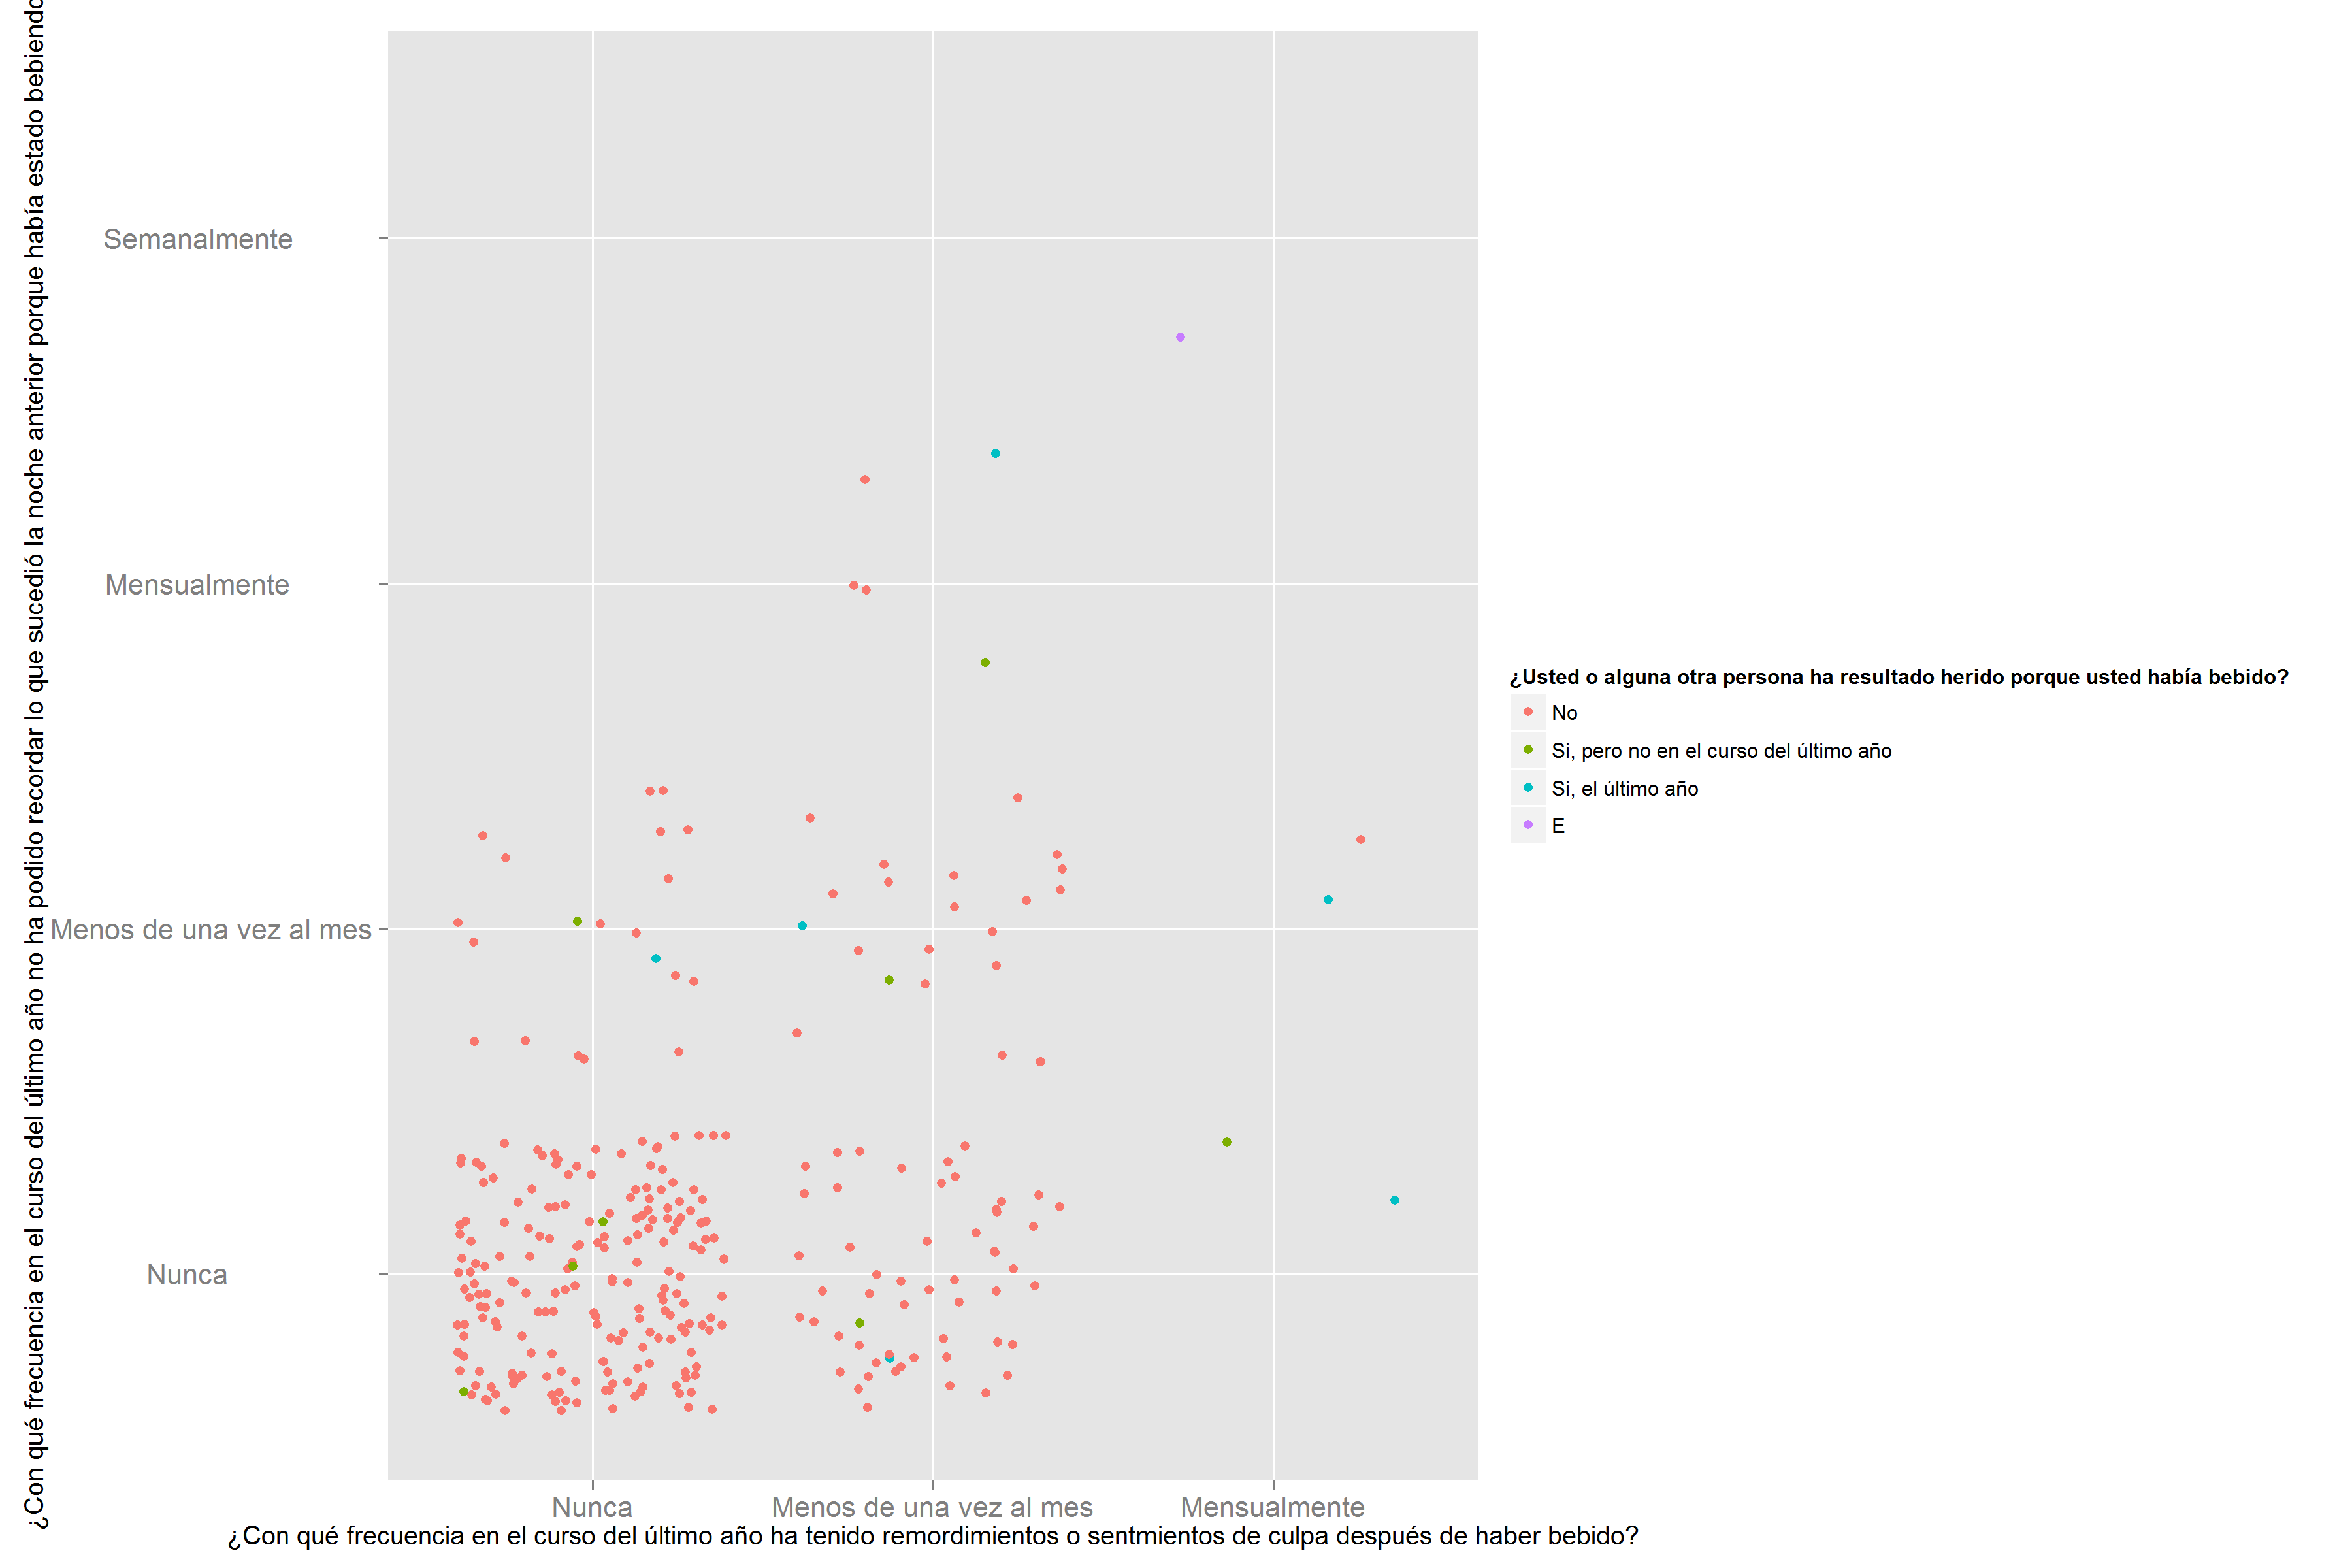 ¿Con qué frecuencia en el curso del último año no ha podido recordar lo que sucedió la noche anterior porque había estado bebiendo
Semanalmente
Mensualmente
Menos de una vez al mes
Nunca
Nunca
Menos de una vez al mes
Mensualmente
¿Con qué frecuencia en el curso del último año ha tenido remordimientos o sentmientos de culpa después de haber bebido?
¿Usted o alguna otra persona ha resultado herido porque usted había bebido?
No
Si, pero no en el curso del último año
Si, el último año
E